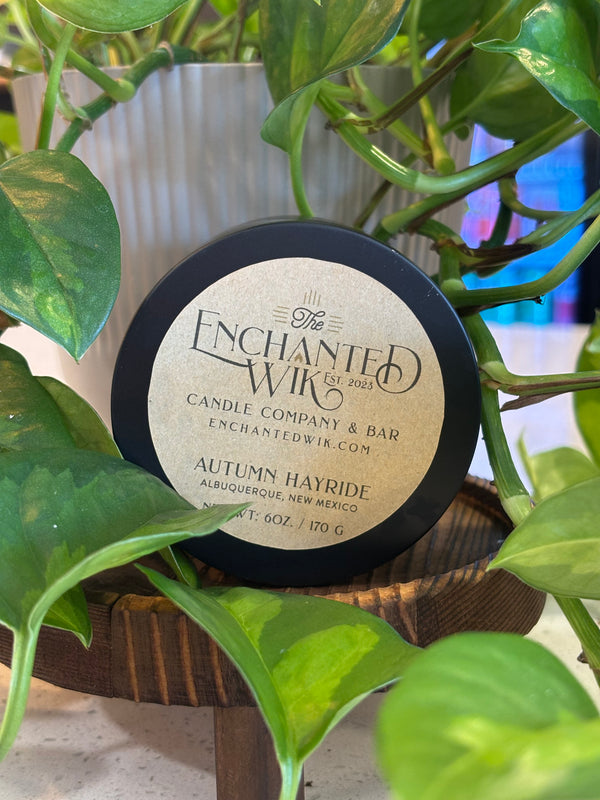 The
ENCHANTED
WIK EST. 2023
CANDLE COMPANY & BAR
ENCHANTEDWIK.COM
AUTUMN HAYRIDE
ALBUQUERQUE, NEW MEXICO
WT: 6OZ. / 170 G